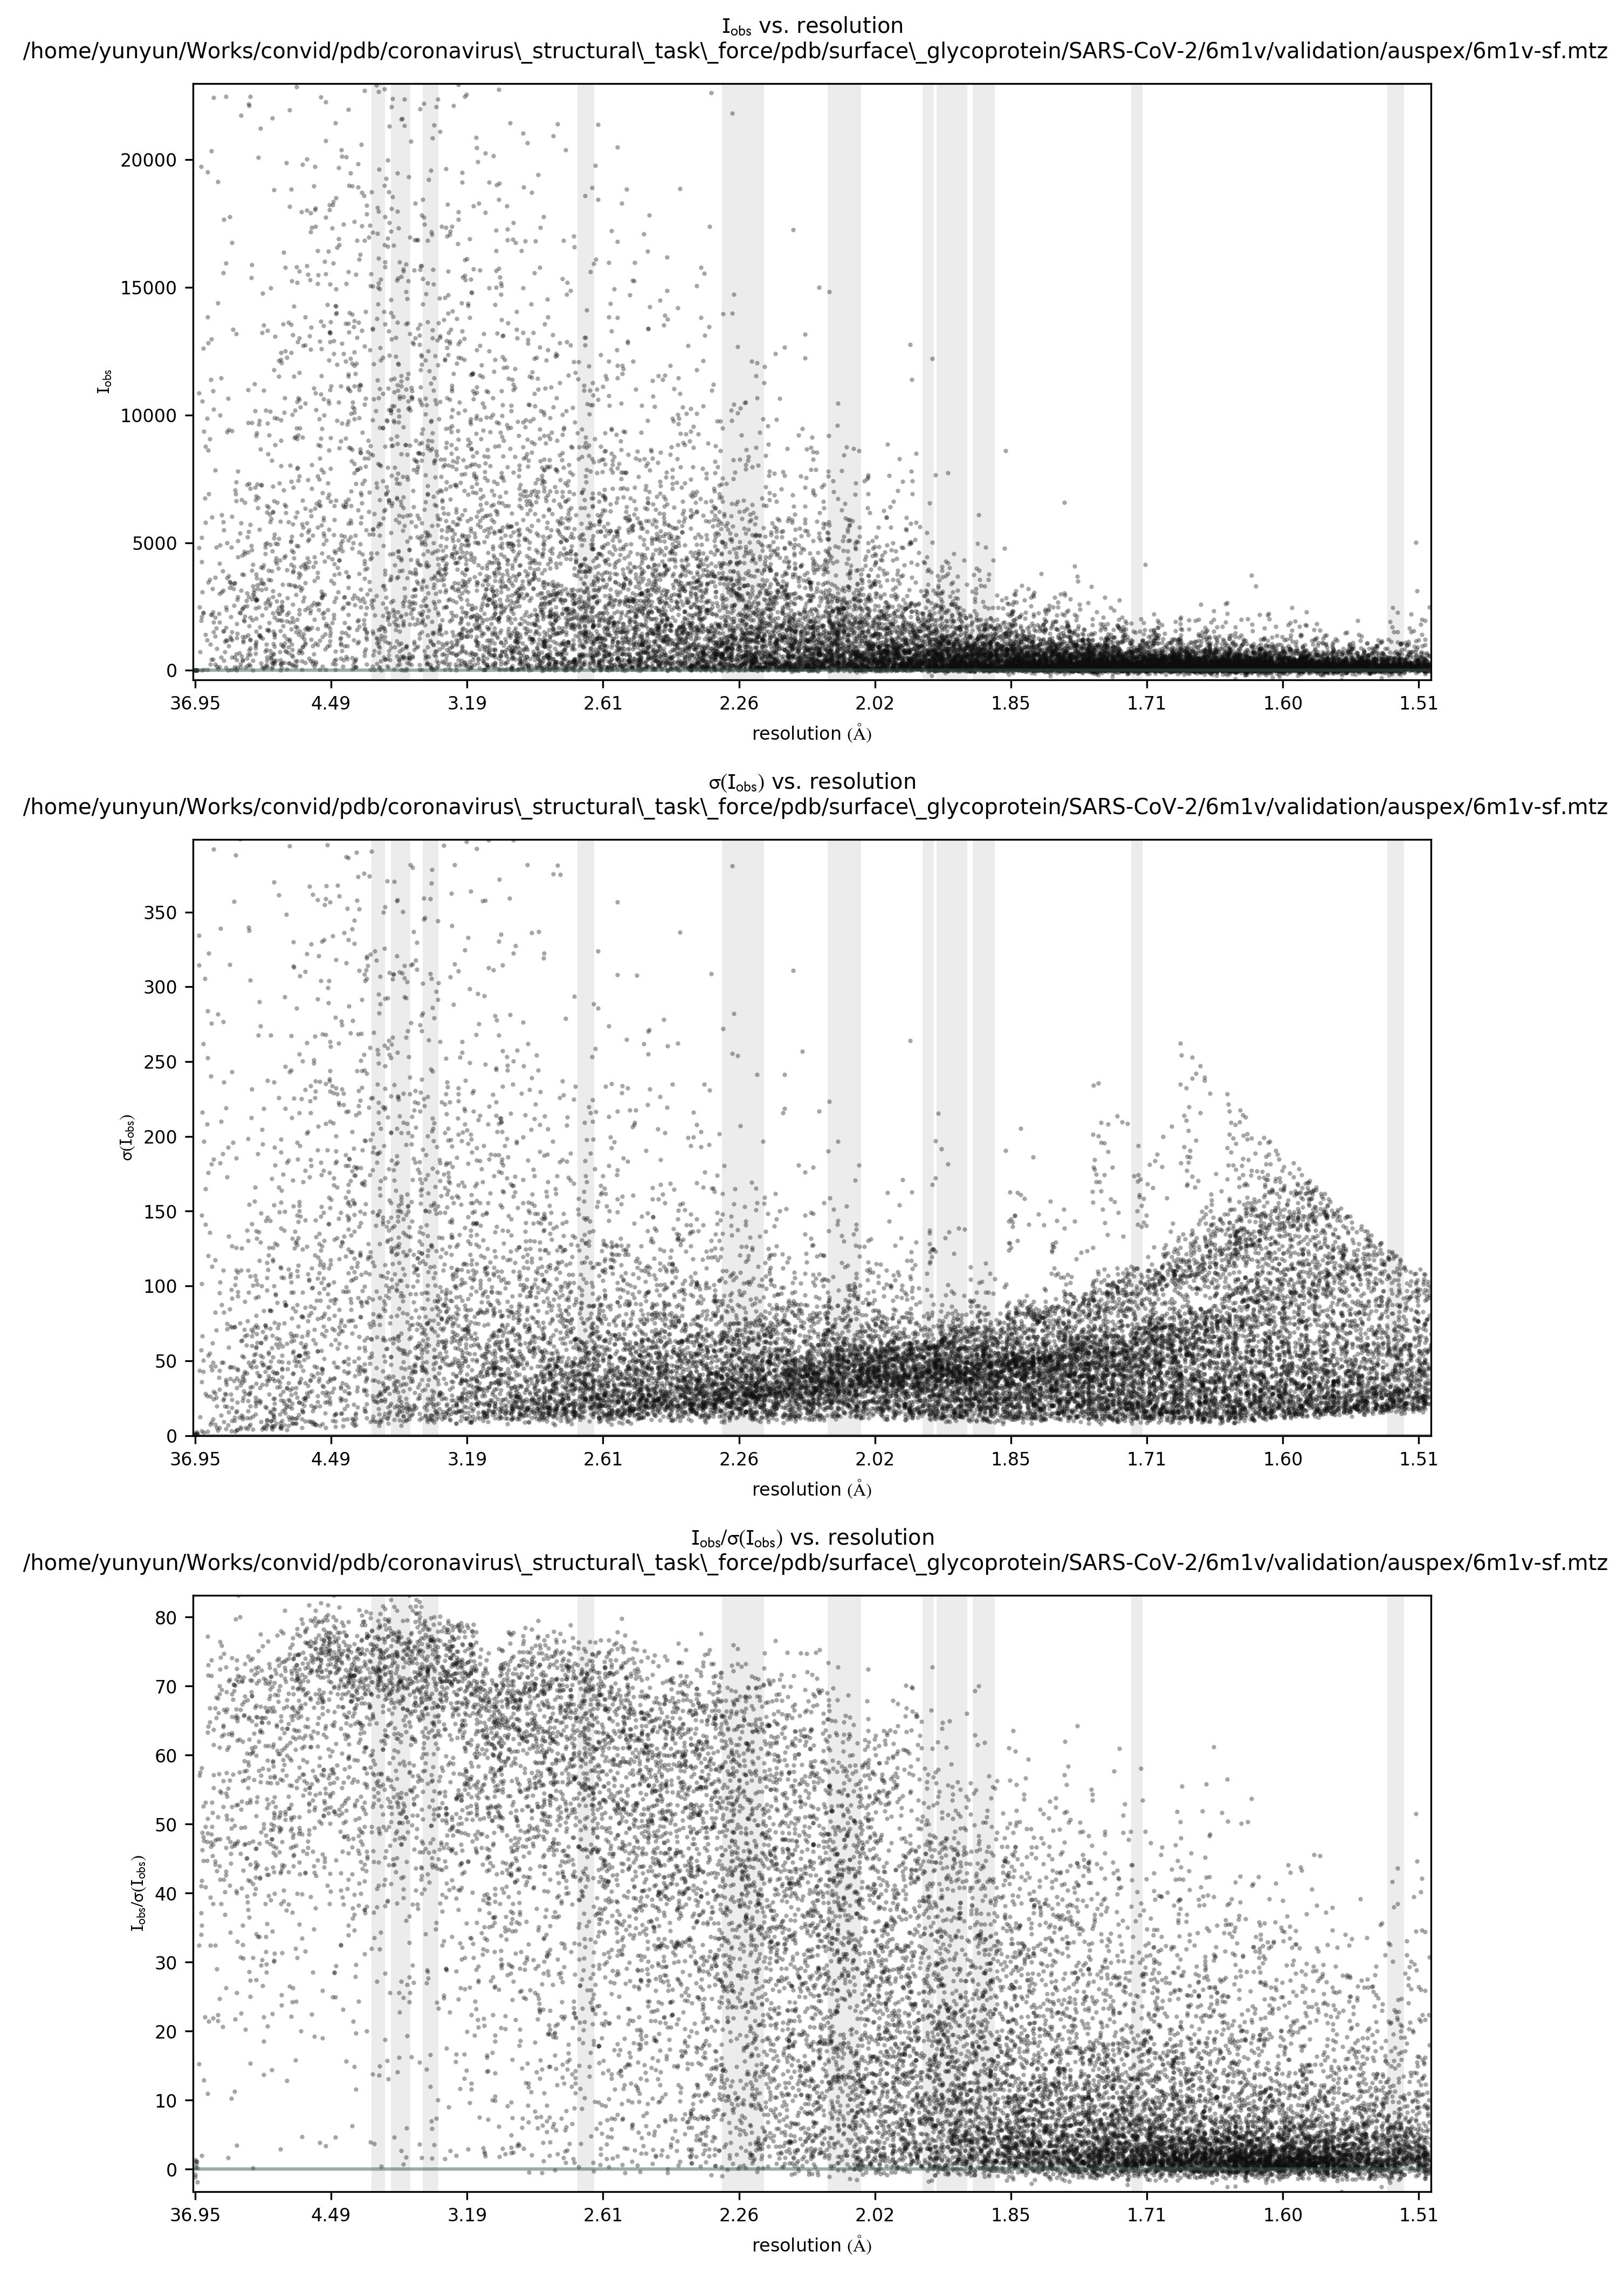 I_obs vs. resolution
/home/yunyun/Works/convid/pdb/coronavirus\_structural\_task\_force/pdb/surface\_glycoprotein/SARS-CoV-2/6m1v/validation/auspex/6m1v-sf.mtz
20000
15000
10000
5000
0
I_obs
36.95 4.49 3.19 2.61 2.26 2.02 1.85 1.71 1.60 1.51
resolution (Å)
σ(I_obs) vs. resolution
/home/yunyun/Works/convid/pdb/coronavirus\_structural\_task\_force/pdb/surface\_glycoprotein/SARS-CoV-2/6m1v/validation/auspex/6m1v-sf.mtz
350
300
250
200
150
100
50
0
σ(I_obs)
36.95 4.49 3.19 2.61 2.26 2.02 1.85 1.71 1.60 1.51
resolution (Å)
I_obs/σ(I_obs) vs. resolution
/home/yunyun/Works/convid/pdb/coronavirus\_structural\_task\_force/pdb/surface\_glycoprotein/SARS-CoV-2/6m1v/validation/auspex/6m1v-sf.mtz
80
70
60
50
40
30
20
10
0
I_obs/σ(I_obs)
36.95 4.49 3.19 2.61 2.26 2.02 1.85 1.71 1.60 1.51
resolution (Å)